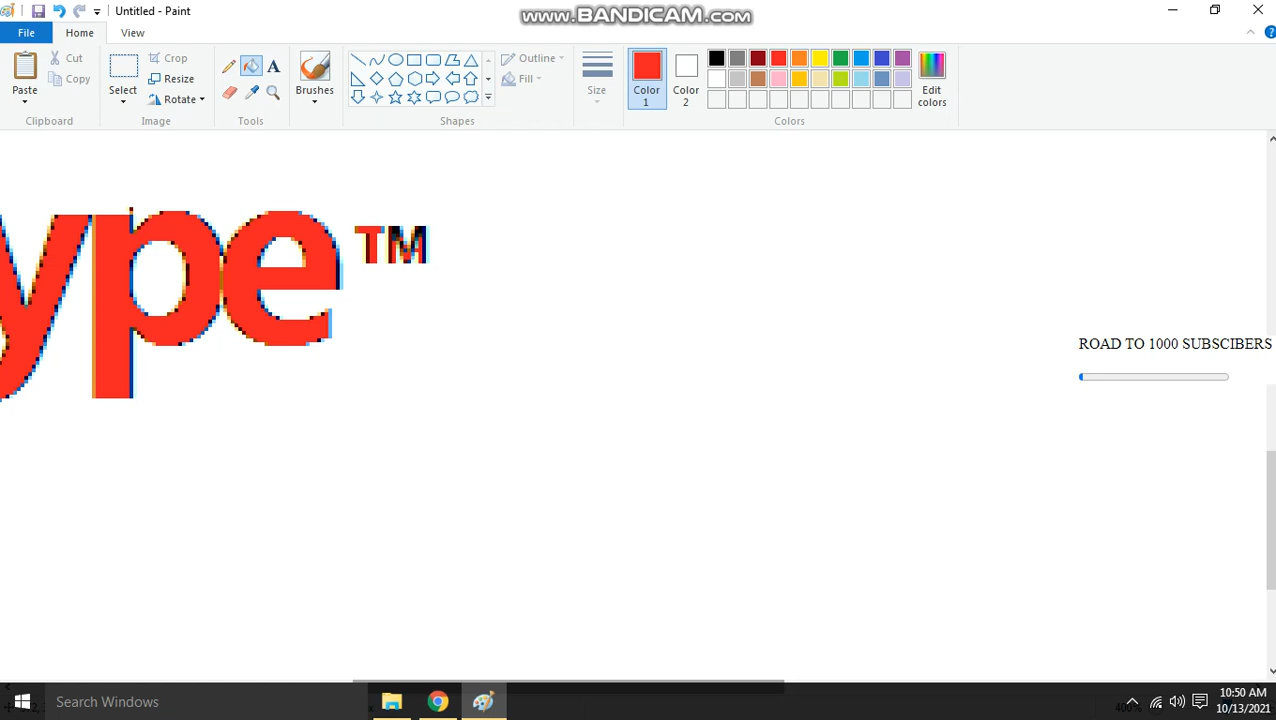 Untitled - Paint
www.BANDICAM.com
File
Home
View
Paste
Cut
Copy
Clipboard
Select
Crop
Resize
Rotate
Image
A
Tools
Brushes
Shapes
Outline
Fill
Size
Color 1
Color 2
Edit colors
Colors
ype™
ROAD TO 1000 SUBSCIBERS
Search Windows
10:50 AM
10/13/2021